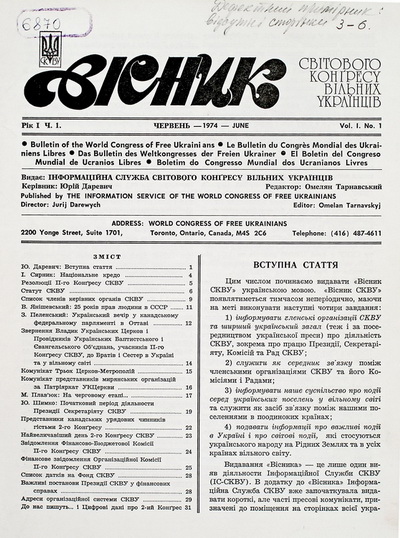 6870
Дефектний примірник:
відсутні сторінки 3-6.
СКВУ
ВІСНИК
СВІТОВОГО
КОНҐРЕСУ
ВІЛЬНИХ
УКРАЇНЦІВ
Рік І Ч. 1. ЧЕРВЕНЬ —1974 — JUNE Vol. I. No. 1
● Bulletin of the World Congress of Free Ukrainians ● Le Bulletin du Congrès Mondial des Ukrai-
niens Libres ● Das Bulletin des Weltkongresses der Freien Ukrainer ● El Boletin del Congreso
Mundial de Ucranios Libres ● Boletim do Congresso Mundial dos Ucranianos Livres
Видає: ІНФОРМАЦІЙНА СЛУЖБА СВІТОВОГО КОНҐРЕСУ ВІЛЬНИХ УКРАЇНЦІВ
Керівник: Юрій Даревич Редактор: Омелян Тарнавський
Published by THE INFORMATION SERVICE OF THE WORLD CONGRESS OF FREE UKRAINIANS
Director: Jurij Darewych Editor: Omelan Tarnavskyj
ADDRESS: WORLD CONGRESS OF FREE UKRAINIANS
2200 Yonge Street, Suite 1701, Toronto, Ontario, Canada, M4S 2C6 Telephone: (416) 487-4611
ЗМІСТ
Ю. Даревич: Вступна стаття 1
І. Сирник: Національне кредо 4
Резолюції ІІ-го Конґресу СКВУ 5
Статут СКВУ 6
Список членів керівних органів СКВУ 9
В. Янішевський: 25 років прав людини в СССР 11
З. Пеленський: Український вечір у канадському
федеральному парляменті в Оттаві 12
Звернення Владик Українських Церков і
Провідників Українських Баптистського і
Євангельського Об'єднань, учасників ІІ-го
Конґресу СКВУ, до Братів і Сестер в Україні
та у вільному світі 14
Комунікат Трьох Церков-Метрополій 15
Комунікат представників мирянських організацій
за Патріярхат УКЦеркви 16
М. Плав'юк: На черговому етапі... 17
Ю. Шимко: Початковий період діяльности
Президії Секретаріяту СКВУ 19
Представники канадських урядових чинників
гістьми 2-го Конґресу 22
Найвеличавіший день 2-го Конґресу СКВУ 23
Звідомлення Фінансово-Бюджетової Комісії
ІІ-го Конґресу СКВУ 24
Фінансове звідомлення Організаційної Комісії
ІІ-го Конґресу СКВУ 25
Список датків на Фонд СКВУ 28
Важливі постанови Президії СКВУ у фінансових
справах 28
Адреси організаційної системи СКВУ 29
До нас пишуть... і Цифрові дані про 2-ий Конґрес 31
ВСТУПНА СТАТТЯ
Цим числом починаємо видавати «Вісник
СКВУ» українською мовою. «Вісник СКВУ»
появлятиметься тимчасом неперіодично, маючи
на меті виконувати наступні чотири завдання:
1) інформувати членські організації СКВУ
та ширший український загал (теж і за посе-
редництвом української преси) про діяльність
СКВУ, зокрема про працю Президії, Секретарі-
яту, Комісій та Рад СКВУ;
2) служити як середник зв'язку поміж
членськими організаціями СКВУ та його Ко-
місіями і Радами;
3) інформувати наше суспільство про події
серед українських поселень у вільному світі
та служити як засіб зв'язку поміж нашими по-
селеннями в поодиноких країнах;
4) подавати інформації про важливі події
в Україні і про світові події, які стосуються
українського народу на Рідних Землях та в усіх
країнах вільного світу.
Видавання «Вісника» — це лише один ви-
яв діяльности Інформаційної Служби СКВУ
(ІС-СКВУ). В додатку до «Вісника» Інформа-
ційна Служба СКВУ вже започаткувала вида-
вати короткі, але часті пресові комунікати, при-
значені до поміщення на сторінках всієї укра-